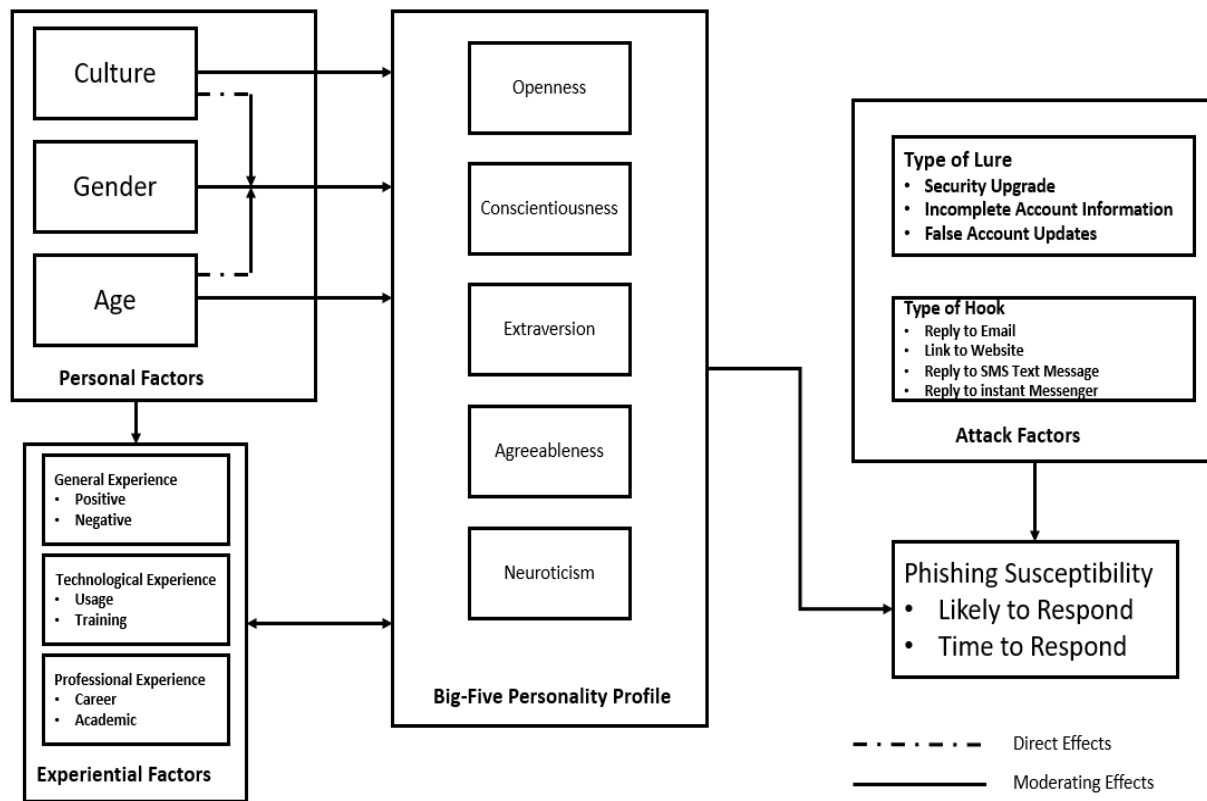 Culture
Gender
Age
Personal Factors
General Experience
• Positive
• Negative
Technological Experience
• Usage
• Training
Professional Experience
• Career
• Academic
Experiential Factors
Openness
Conscientiousness
Extraversion
Agreeableness
Neuroticism
Big-Five Personality Profile
Type of Lure
• Security Upgrade
• Incomplete Account Information
• False Account Updates
Type of Hook
• Reply to Email
• Link to Website
• Reply to SMS Text Message
• Reply to instant Messenger
Attack Factors
Phishing Susceptibility
• Likely to Respond
• Time to Respond
Direct Effects
Moderating Effects